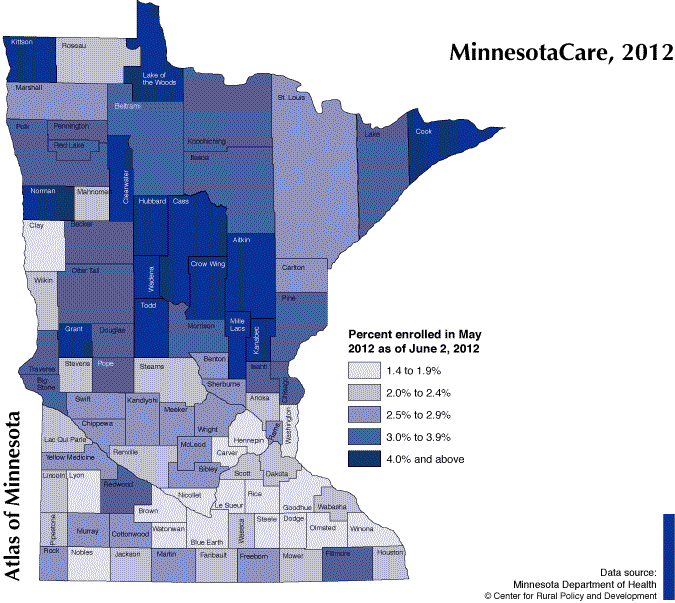 MinnesotaCare, 2012
Kittson
Roseau
Lake of
the Woods
Marshall
Beltrami
St. Louis
Polk
Pennington
Red Lake
Koochiching
Itasca
Lake
Cook
Clearwater
Norman
Mahnomen
Hubbard
Cass
Clay
Becker
Aitkin
Wadena
Crow Wing
Carlton
Wilkin
Otter Tail
Pine
Todd
Mille
Lacs
Kanabec
Grant
Douglas
Morrison
Traverse
Stevens
Pope
Stearns
Benton
Isanti
Big
Stone
Sherburne
Chisago
Swift
Kandiyohi
Meeker
Anoka
Washington
Chippewa
Wright
Hennepin
Lac Qui Parle
McLeod
Carver
Renville
Yellow Medicine
Sibley
Scott
Dakota
Lincoln
Lyon
Redwood
Nicollet
Le Sueur
Rica
Goodhue
Wabasha
Brown
Pipestone
Murray
Cottonwood
Watonwan
Blue Earth
Waseca
Steele
Dodge
Olmsted
Winona
Rock
Nobles
Jackson
Martin
Faribault
Freeborn
Mower
Fillmore
Houston
Percent enrolled in May
2012 as of June 2, 2012
1.4 to 1.9%
2.0% to 2.4%
2.5% to 2.9%
3.0% to 3.9%
4.0% and above
Atlas of Minnesota
Data source:
Minnesota Department of Health
© Center for Rural Policy and Development